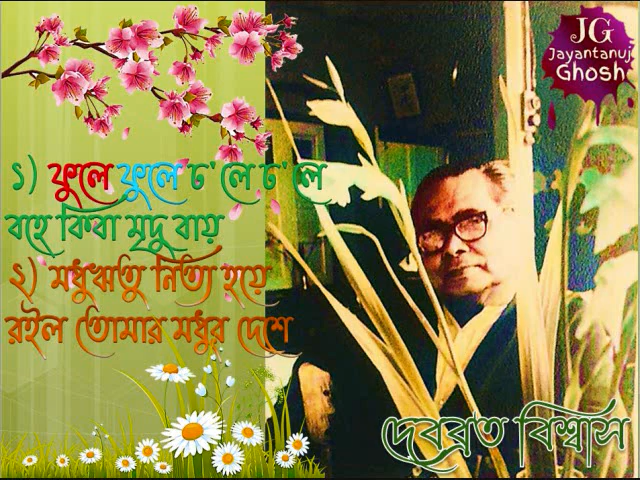 ১) ফুলে ফুলে ঢ'লে ঢ'লে
বহে কিবা মৃদু বায়
২) মধুঋতু নিত্য হয়ে
রইল তোমার মধুর দেশে
JG
Jayantanuj
Ghosh
দেবব্রত বিশ্বাস